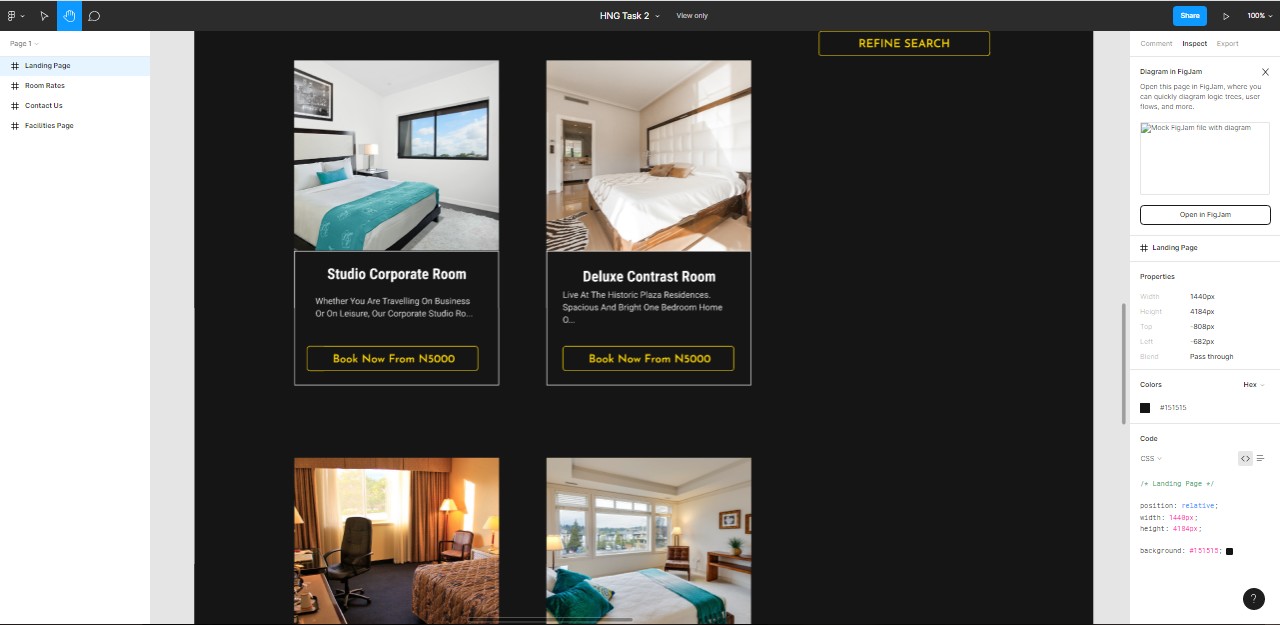 HNG Task 2
View only
Share
100%
Page 1
Landing Page
Room Rates
Contact Us
Facilities Page
REFINE SEARCH
Studio Corporate Room
Whether You Are Travelling On Business
Or On Leisure, Our Corporate Studio Ro...
Book Now From N5000
Deluxe Contrast Room
Live At The Historic Plaza Residences.
Spacious And Bright One Bedroom Home
O...
Book Now From N5000
Comment Inspect Export
Diagram in FigJam
Open this page in FigJam, where you
can quickly diagram logic trees, user
flows, and more.
Mock FigJam file with diagram
Open in FigJam
Landing Page
Properties
Width 1440px
Height 4184px
Top -808px
Left -682px
Blend Pass through
Colors Hex
#151515
Code
CSS
/* Landing Page */
position: relative;
width: 1440px;
height: 4184px;
background: #151515;
?